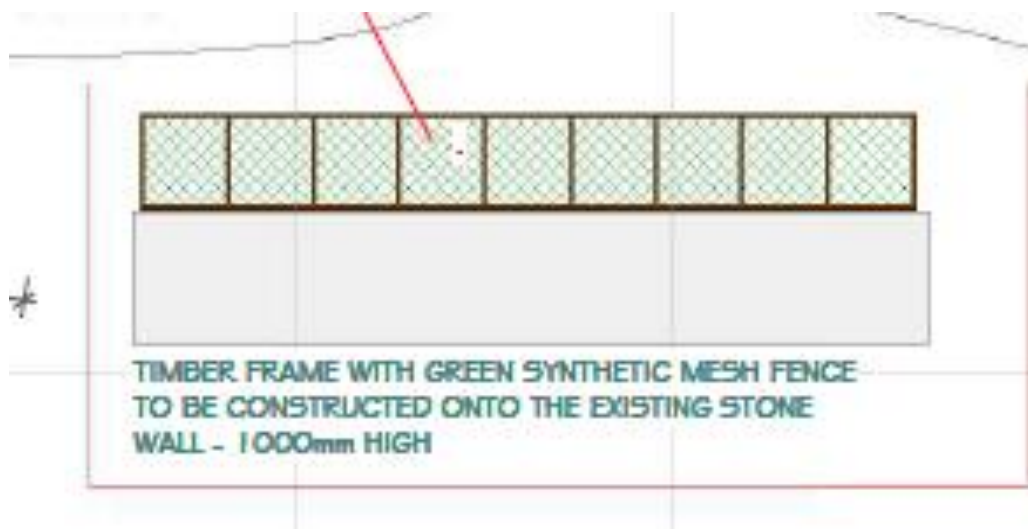 TIMBER FRAME WITH GREEN SYNTHETIC MESH FENCE
TO BE CONSTRUCTED ONTO THE EXISTING STONE
WALL - 1000mm HIGH